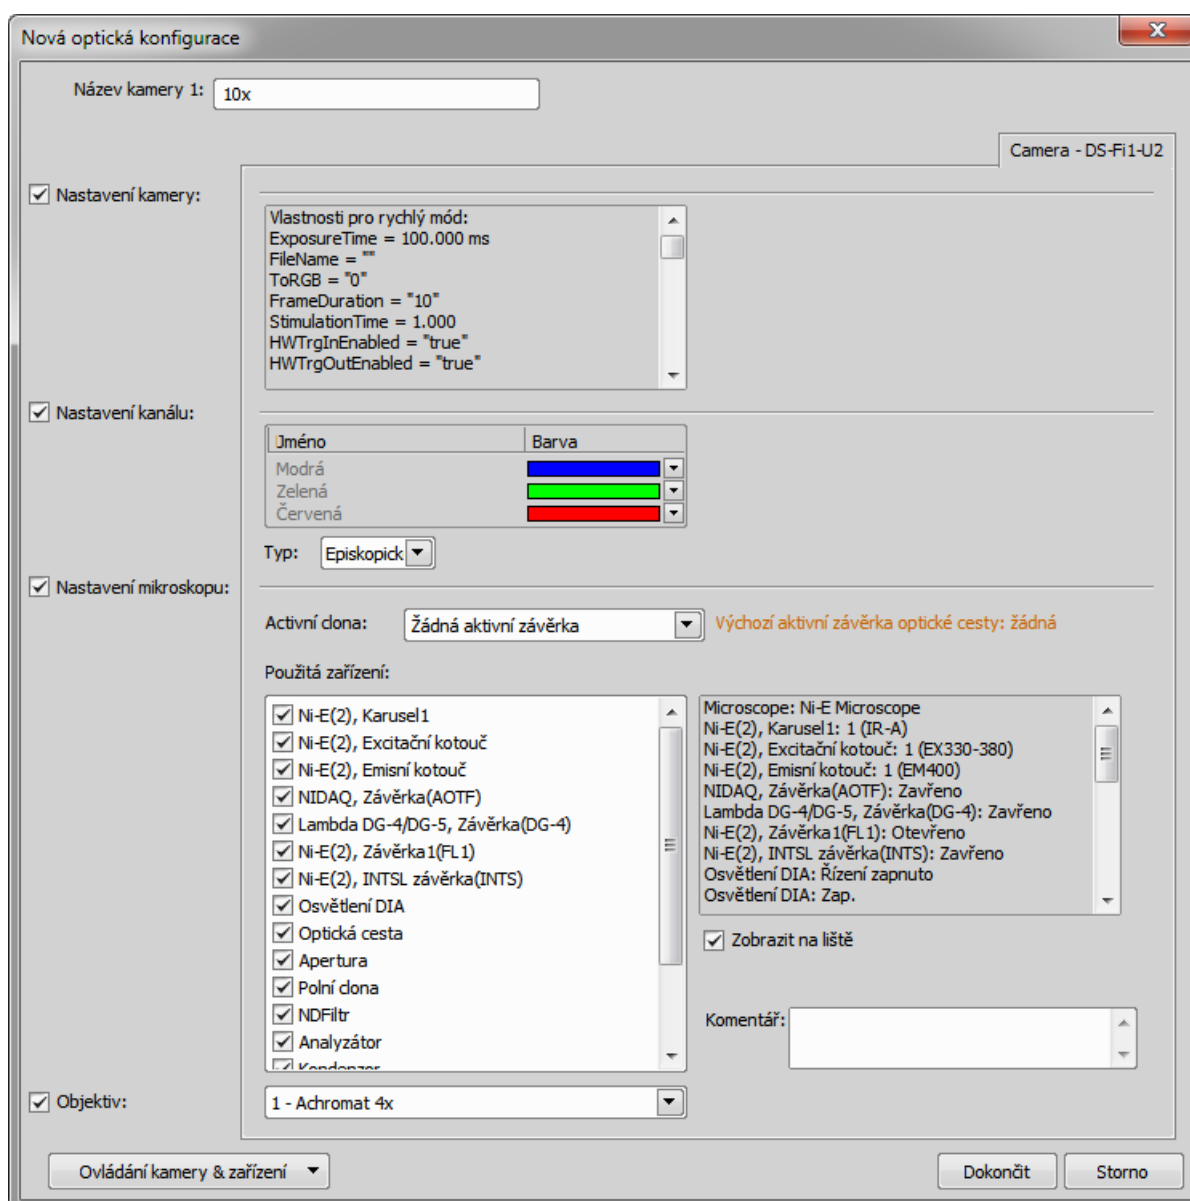 Nová optická konfigurace
Název kamery 1: 10x
Camera - DS-Fi1-U2
Nastavení kamery:
Vlastnosti pro rychlý mód:
ExposureTime = 100.000 ms
FileName = ""
ToRGB = "0"
FrameDuration = "10"
StimulationTime = 1.000
HWTrgInEnabled = "true"
HWTrgOutEnabled = "true"
Nastavení kanálu:
Jméno Barva
Modrá
Zelená
Červená
Typ: Episkopick
Nastavení mikroskopu:
Activní clona: Žádná aktivní závěrka Výchozí aktivní závěrka optické cesty: žádná
Použitá zařízení:
Ni-E(2), Karusel1
Ni-E(2), Excitační kotouč
Ni-E(2), Emisní kotouč
NIDAQ, Závěrka(AOTF)
Lambda DG-4/DG-5, Závěrka(DG-4)
Ni-E(2), Závěrka1(FL1)
Ni-E(2), INTSL závěrka(INTS)
Osvětlení DIA
Optická cesta
Apertura
Polní clona
NDFiltr
Analyzátor
Kondenzor
Microscope: Ni-E Microscope
Ni-E(2), Karusel1: 1 (IR-A)
Ni-E(2), Excitační kotouč: 1 (EX330-380)
Ni-E(2), Emisní kotouč: 1 (EM400)
NIDAQ, Závěrka(AOTF): Zavřeno
Lambda DG-4/DG-5, Závěrka(DG-4): Zavřeno
Ni-E(2), Závěrka1(FL1): Otevřeno
Ni-E(2), INTSL závěrka(INTS): Zavřeno
Osvětlení DIA: Řízení zapnuto
Osvětlení DIA: Zap.
Zobrazit na liště
Komentář:
Objektiv: 1 - Achromat 4x
Ovládání kamery & zařízení
Dokončit Storno